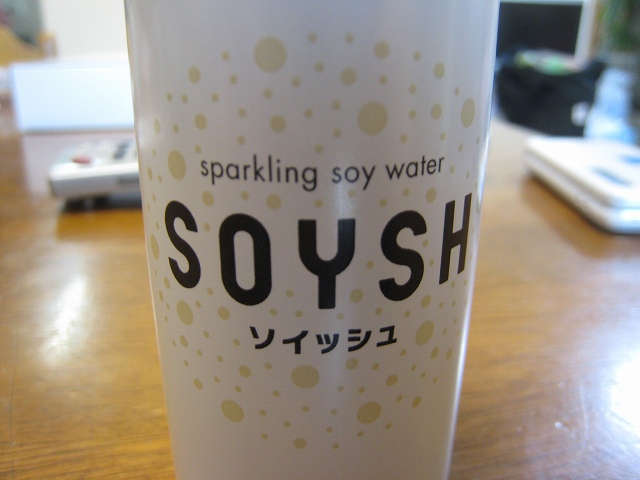 sparkling soy water
SOYSH
ソイッシュ